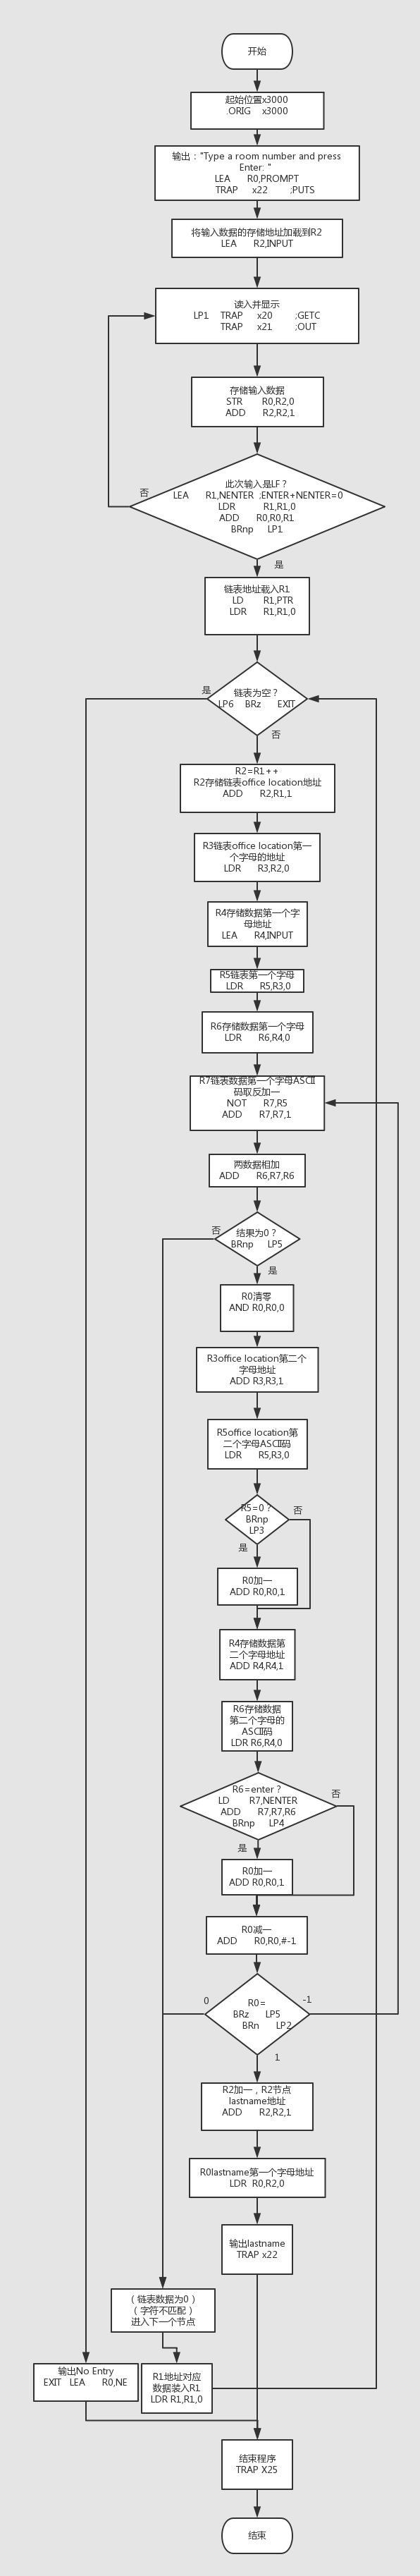 开始
起始位置x3000
.ORIG x3000
输出："Type a room number and press
Enter: "
LEA R0,PROMPT
TRAP x22 ;PUTS
将输入数据的存储地址加载到R2
LEA R2,INPUT
读入并显示
LP1 TRAP x20 ;GETC
TRAP x21 ;OUT
存储输入数据
STR R0,R2,0
ADD R2,R2,1
否
此次输入是LF？
LEA R1,NENTER ;ENTER+NENTER=0
LDR R1,R1,0
ADD R0,R0,R1
BRnp LP1
是
链表地址载入R1
LD R1,PTR
LDR R1,R1,0
是
链表为空？
LP6 BRz EXIT
否
R2=R1++
R2存储链表office location地址
ADD R2,R1,1
R3链表office location第一
个字母的地址
LDR R3,R2,0
R4存储数据第一个字
母地址
LEA R4,INPUT
R5链表第一个字母
LDR R5,R3,0
R6存储数据第一个字母
LDR R6,R4,0
R7链表数据第一个字母ASCII
码取反加一
NOT R7,R5
ADD R7,R7,1
两数据相加
ADD R6,R7,R6
否
结果为0？
BRnp LP5
是
R0清零
AND R0,R0,0
R3office location第二个
字母地址
ADD R3,R3,1
R5office location第
二个字母ASCII码
LDR R5,R3,0
R5=0？
BRnp
LP3
否
是
R0加一
ADD R0,R0,1
R4存储数据第
二个字母地址
ADD R4,R4,1
R6存储数据
第二个字母的
ASCII码
LDR R6,R4,0
R6=enter？
LD R7,NENTER
ADD R7,R7,R6
BRnp LP4
否
是
R0加一
ADD R0,R0,1
R0减一
ADD R0,R0,#-1
0
R0=
BRz LP5
BRn LP2
-1
1
R2加一，R2节点
lastname地址
ADD R2,R2,1
R0lastname第一个字母地址
LDR R0,R2,0
输出lastname
TRAP x22
（链表数据为0）
（字符不匹配）
进入下一个节点
输出No Entry
EXIT LEA R0,NE
R1地址对应
数据装入R1
LDR R1,R1,0
结束程序
TRAP X25
结束